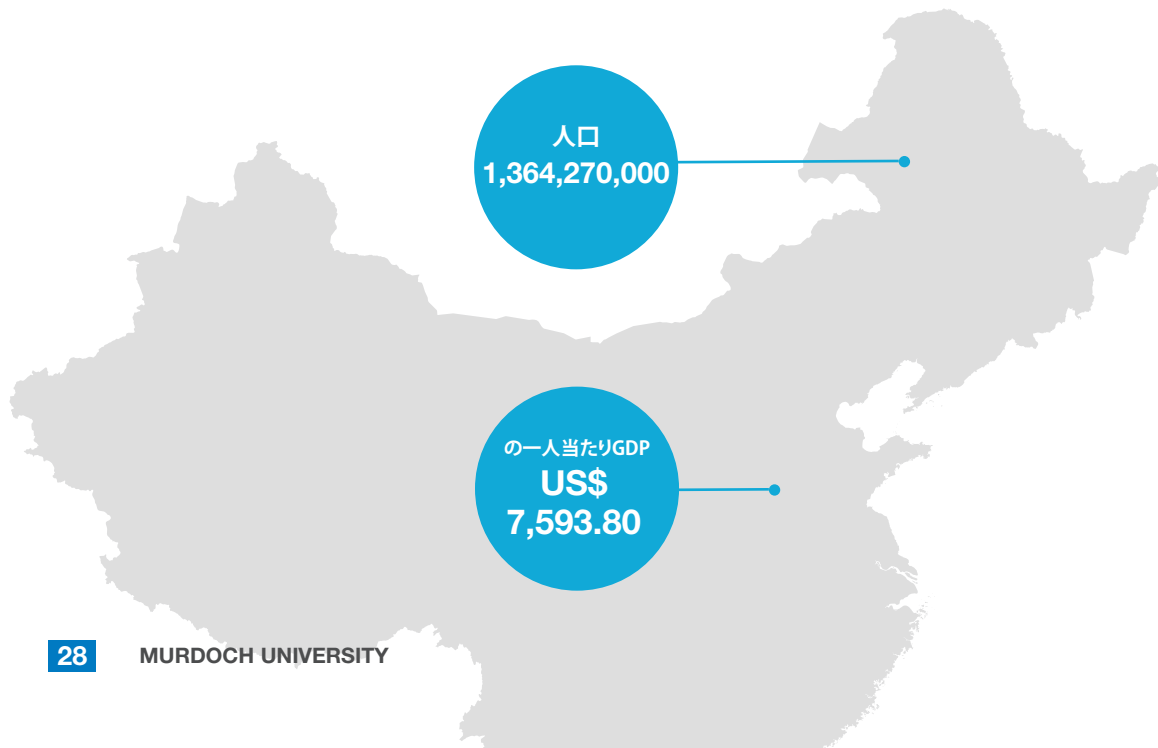 人口
1,364,270,000
の一人当たりGDP
US$
7,593.80
28 MURDOCH UNIVERSITY